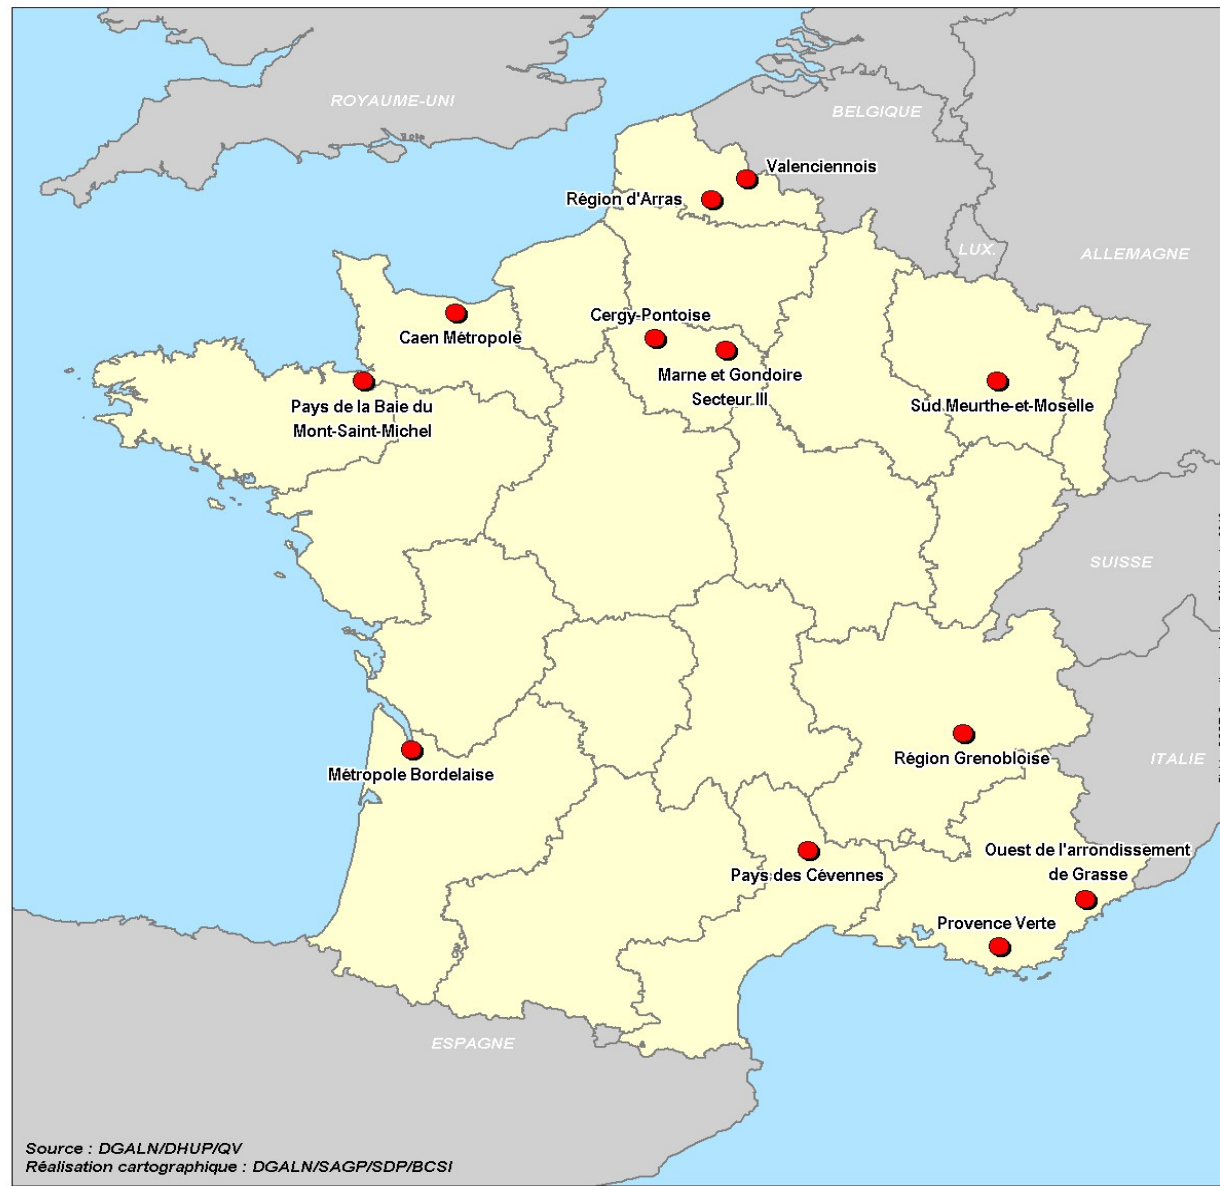 ROYAUME-UNI
BELGIQUE
Valenciennois
Région d'Arras
LUX.
ALLEMAGNE
Cergy-Pontoise
Caen Métropole
Marne et Gondoire
Secteur III
Pays de la Baie du
Mont-Saint-Michel
Sud Meurthe-et-Moselle
SUISSE
Métropole Bordelaise
Région Grenobloise
ITALIE
Ouest de l'arrondissement
de Grasse
Pays des Cévennes
Provence Verte
ESPAGNE
Source : DGALN/DHUP/QV
Réalisation cartographique : DGALN/SAGP/SDP/BCSI